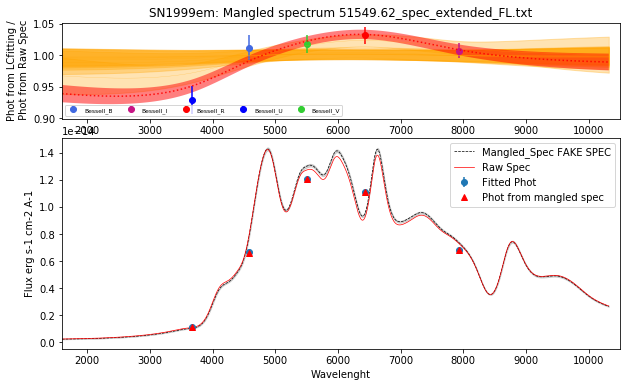 SN1999em: Mangled spectrum 51549.62_spec_extended_FL.txt
Phot from LCfitting /
Phot from Raw Spec
1.05
1.00
0.95
0.90
Bessell_B
Bessell_I
Bessell_R
Bessell_U
Bessell_V
2000 3000 4000 5000 6000 7000 8000 9000 10000
Flux erg s-1 cm-2 A-1
1.4
1.2
1.0
0.8
0.6
0.4
0.2
0.0
Mangled_Spec FAKE SPEC
Raw Spec
Fitted Phot
Phot from mangled spec
2000 3000 4000 5000 6000 7000 8000 9000 10000
Wavelenght